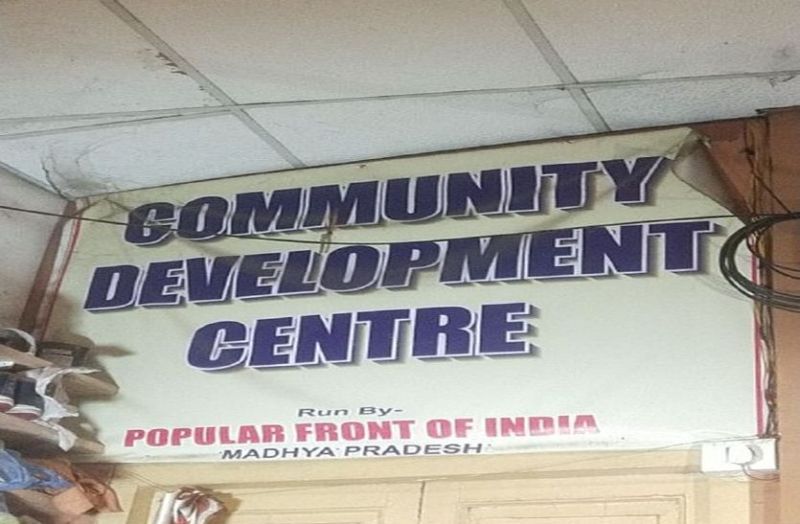 COMMUNITY
DEVELOPMENT
CENTRE
Run By-
POPULAR FRONT OF INDIA
MADHYA PRADESH